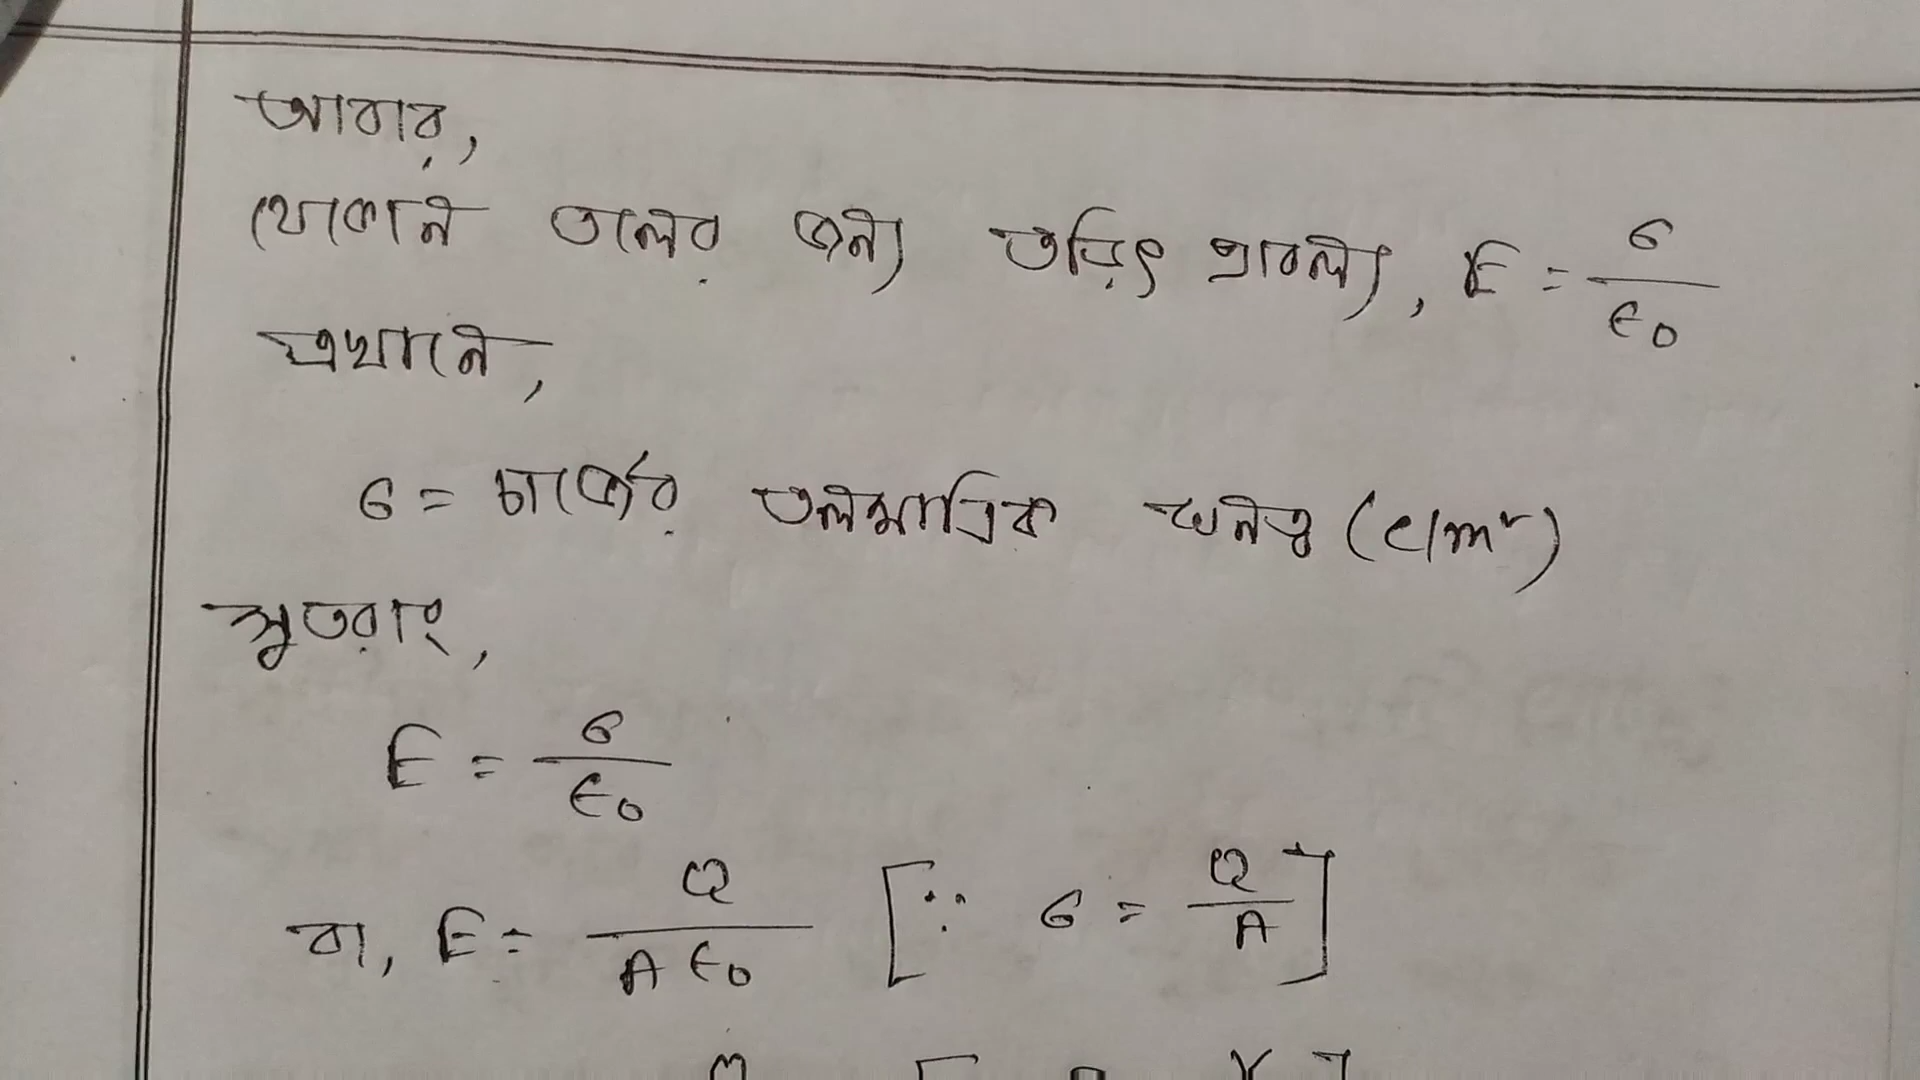 আবার,
যেকোন তলের জন্য তড়িৎ প্রাবল্য, E = σ/ϵ₀
এখানে,
σ = চার্জের তলমাত্রিক ঘনত্ব (c/m²)
সুতরাং,
E = σ/ϵ₀
বা, E = Q/Aϵ₀ [∵ σ = Q/A]